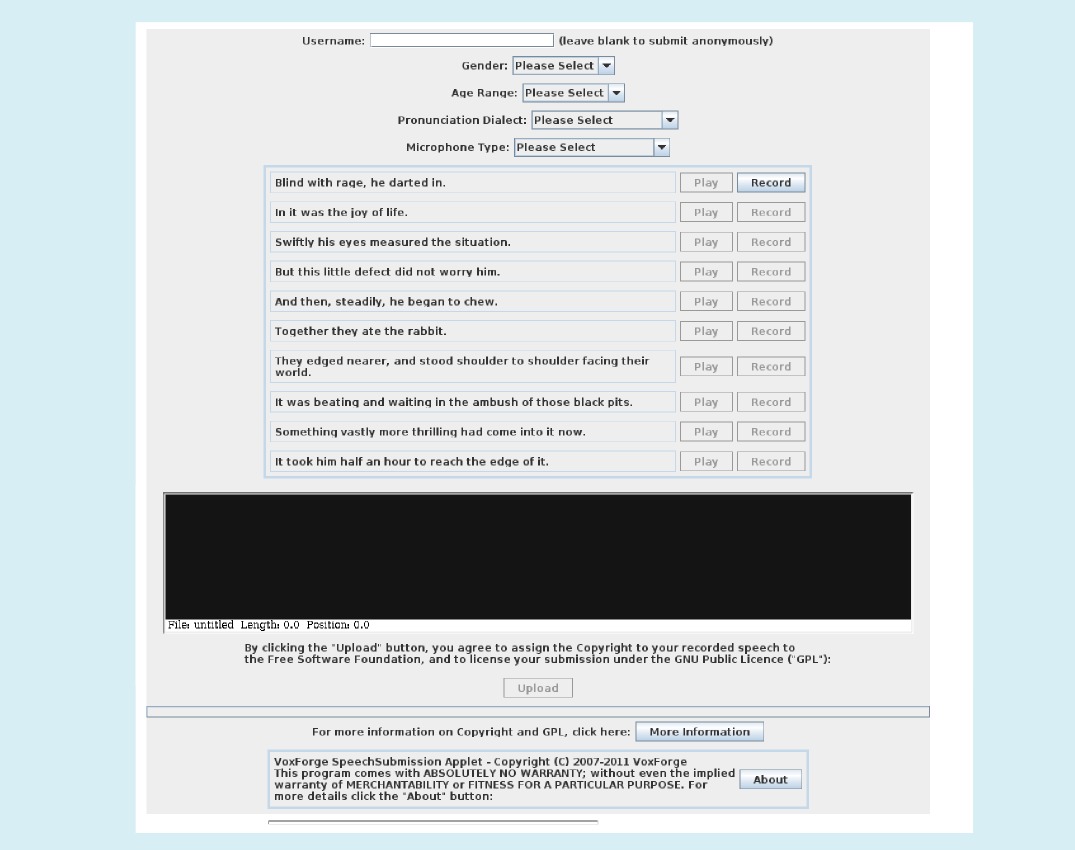 Username: (leave blank to submit anonymously)
Gender: Please Select
Age Range: Please Select
Pronunciation Dialect: Please Select
Microphone Type: Please Select
Blind with rage, he darted in. Play Record
In it was the joy of life. Play Record
Swiftly his eyes measured the situation. Play Record
But this little defect did not worry him. Play Record
And then, steadily, he began to chew. Play Record
Together they ate the rabbit. Play Record
They edged nearer, and stood shoulder to shoulder facing their
world. Play Record
It was beating and waiting in the ambush of those black pits. Play Record
Something vastly more thrilling had come into it now. Play Record
It took him half an hour to reach the edge of it. Play Record
File: untitled Length: 0.0 Position: 0.0
By clicking the "Upload" button, you agree to assign the Copyright to your recorded speech to
the Free Software Foundation, and to license your submission under the GNU Public Licence ("GPL"):
Upload
For more information on Copyright and GPL, click here: More Information
VoxForge SpeechSubmission Applet - Copyright (C) 2007-2011 VoxForge
This program comes with ABSOLUTELY NO WARRANTY; without even the implied
warranty of MERCHANTABILITY or FITNESS FOR A PARTICULAR PURPOSE. For
more details click the "About" button:
About